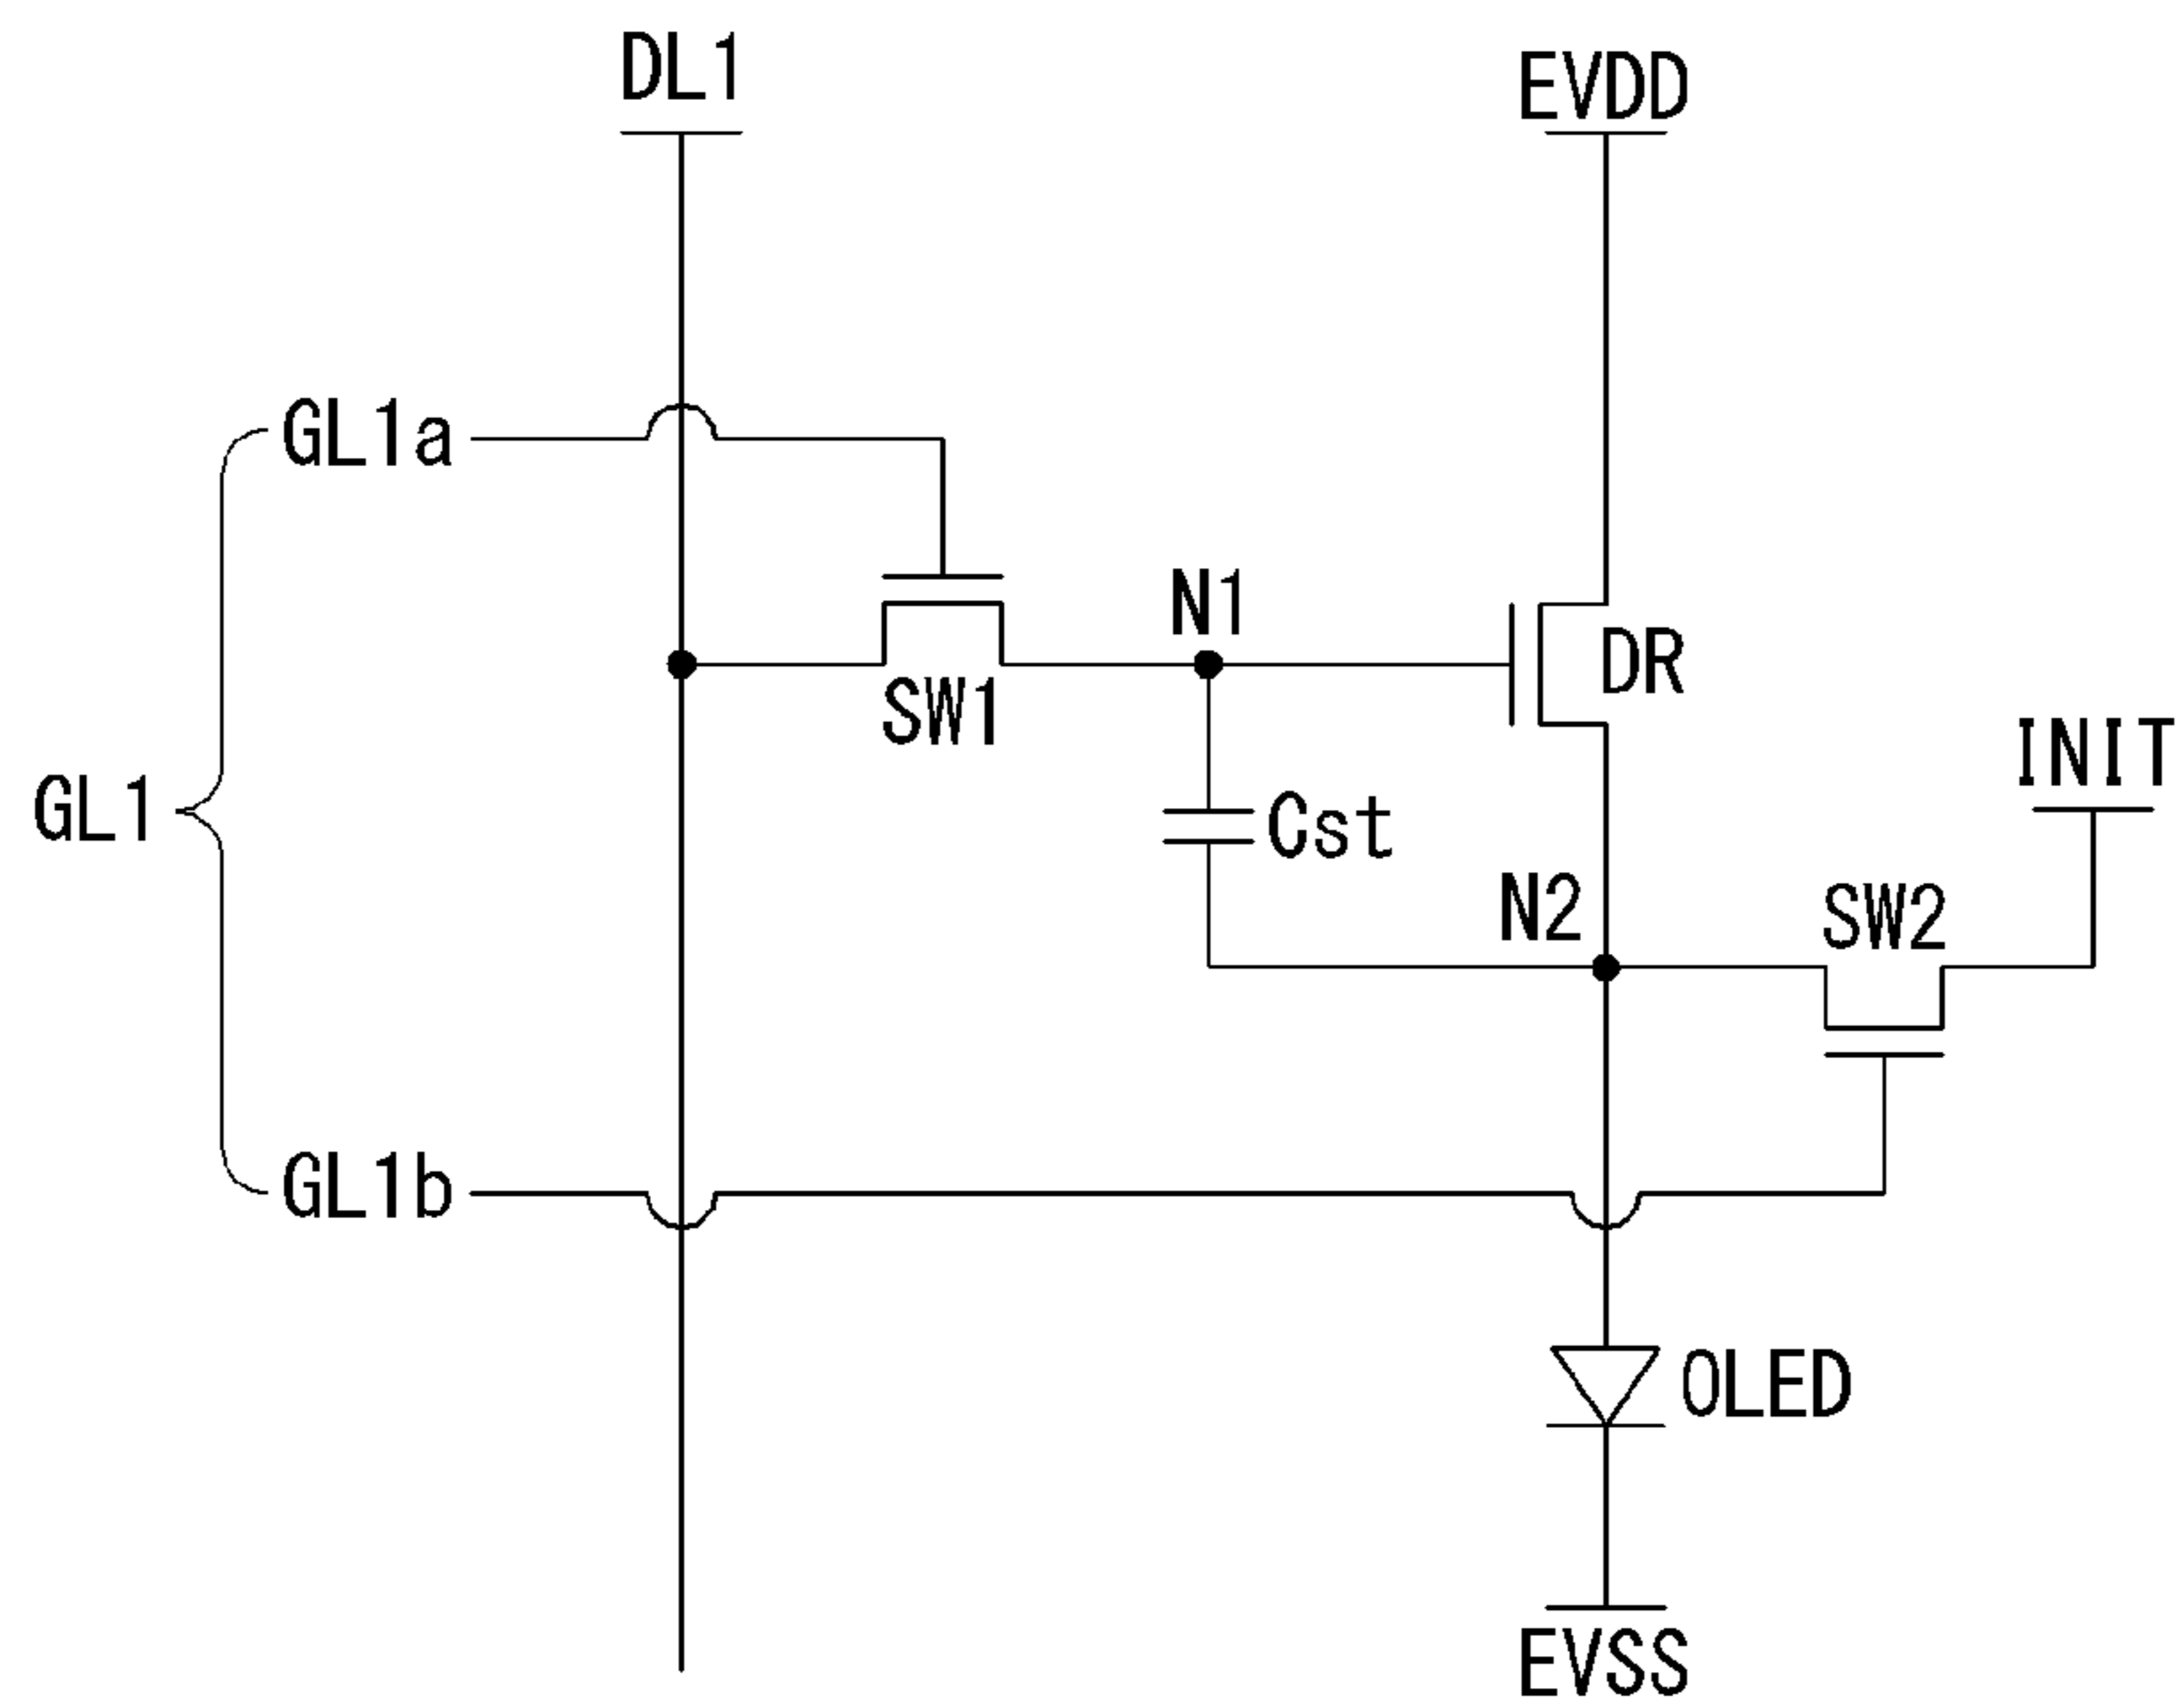 DL1
EVDD
GL1a
N1
DR
SW1
INIT
GL1
Cst
N2
SW2
GL1b
OLED
EVSS